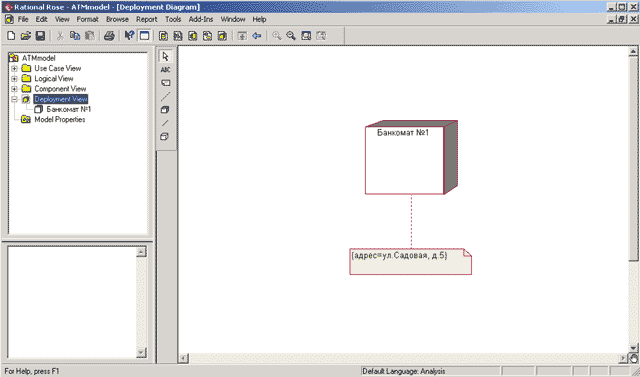 Rational Rose - ATMmodel - [Deployment Diagram]
File Edit View Format Browse Report Query Tools Add-Ins Window Help
ATMmodel
Use Case View
Logical View
Component View
Deployment View
Банкомат №1
Model Properties
ABC
Банкомат №1
{адрес=ул.Садовая, д.5}
For Help, press F1
Default Language: Analysis